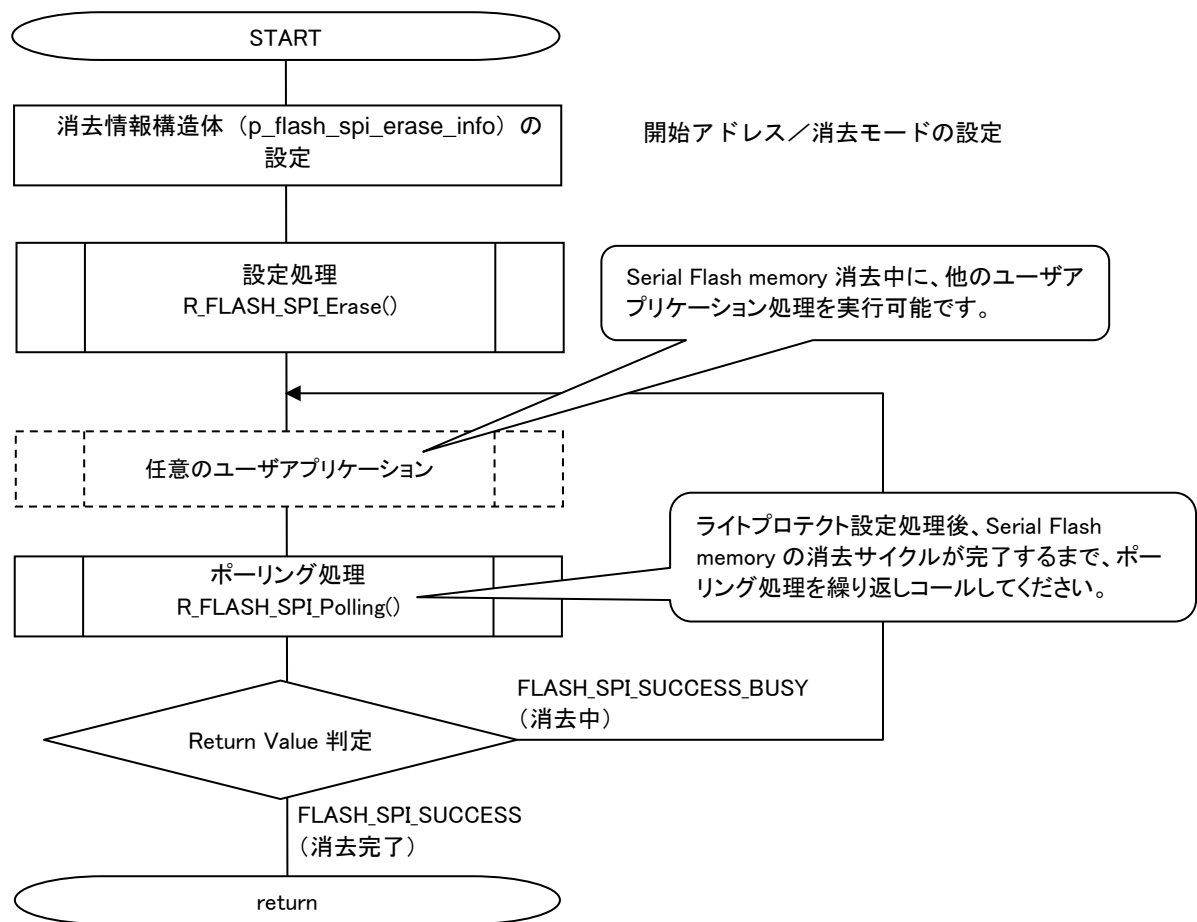 START
消去情報構造体（p_flash_spi_erase_info）の
設定
開始アドレス／消去モードの設定
設定処理
R_FLASH_SPI_Erase()
Serial Flash memory 消去中に、他のユーザア
プリケーション処理を実行可能です。
任意のユーザアプリケーション
ライトプロテクト設定処理後、Serial Flash
memory の消去サイクルが完了するまで、ポー
リング処理を繰り返しコールしてください。
ポーリング処理
R_FLASH_SPI_Polling()
FLASH_SPI_SUCCESS_BUSY
（消去中）
Return Value 判定
FLASH_SPI_SUCCESS
（消去完了）
return